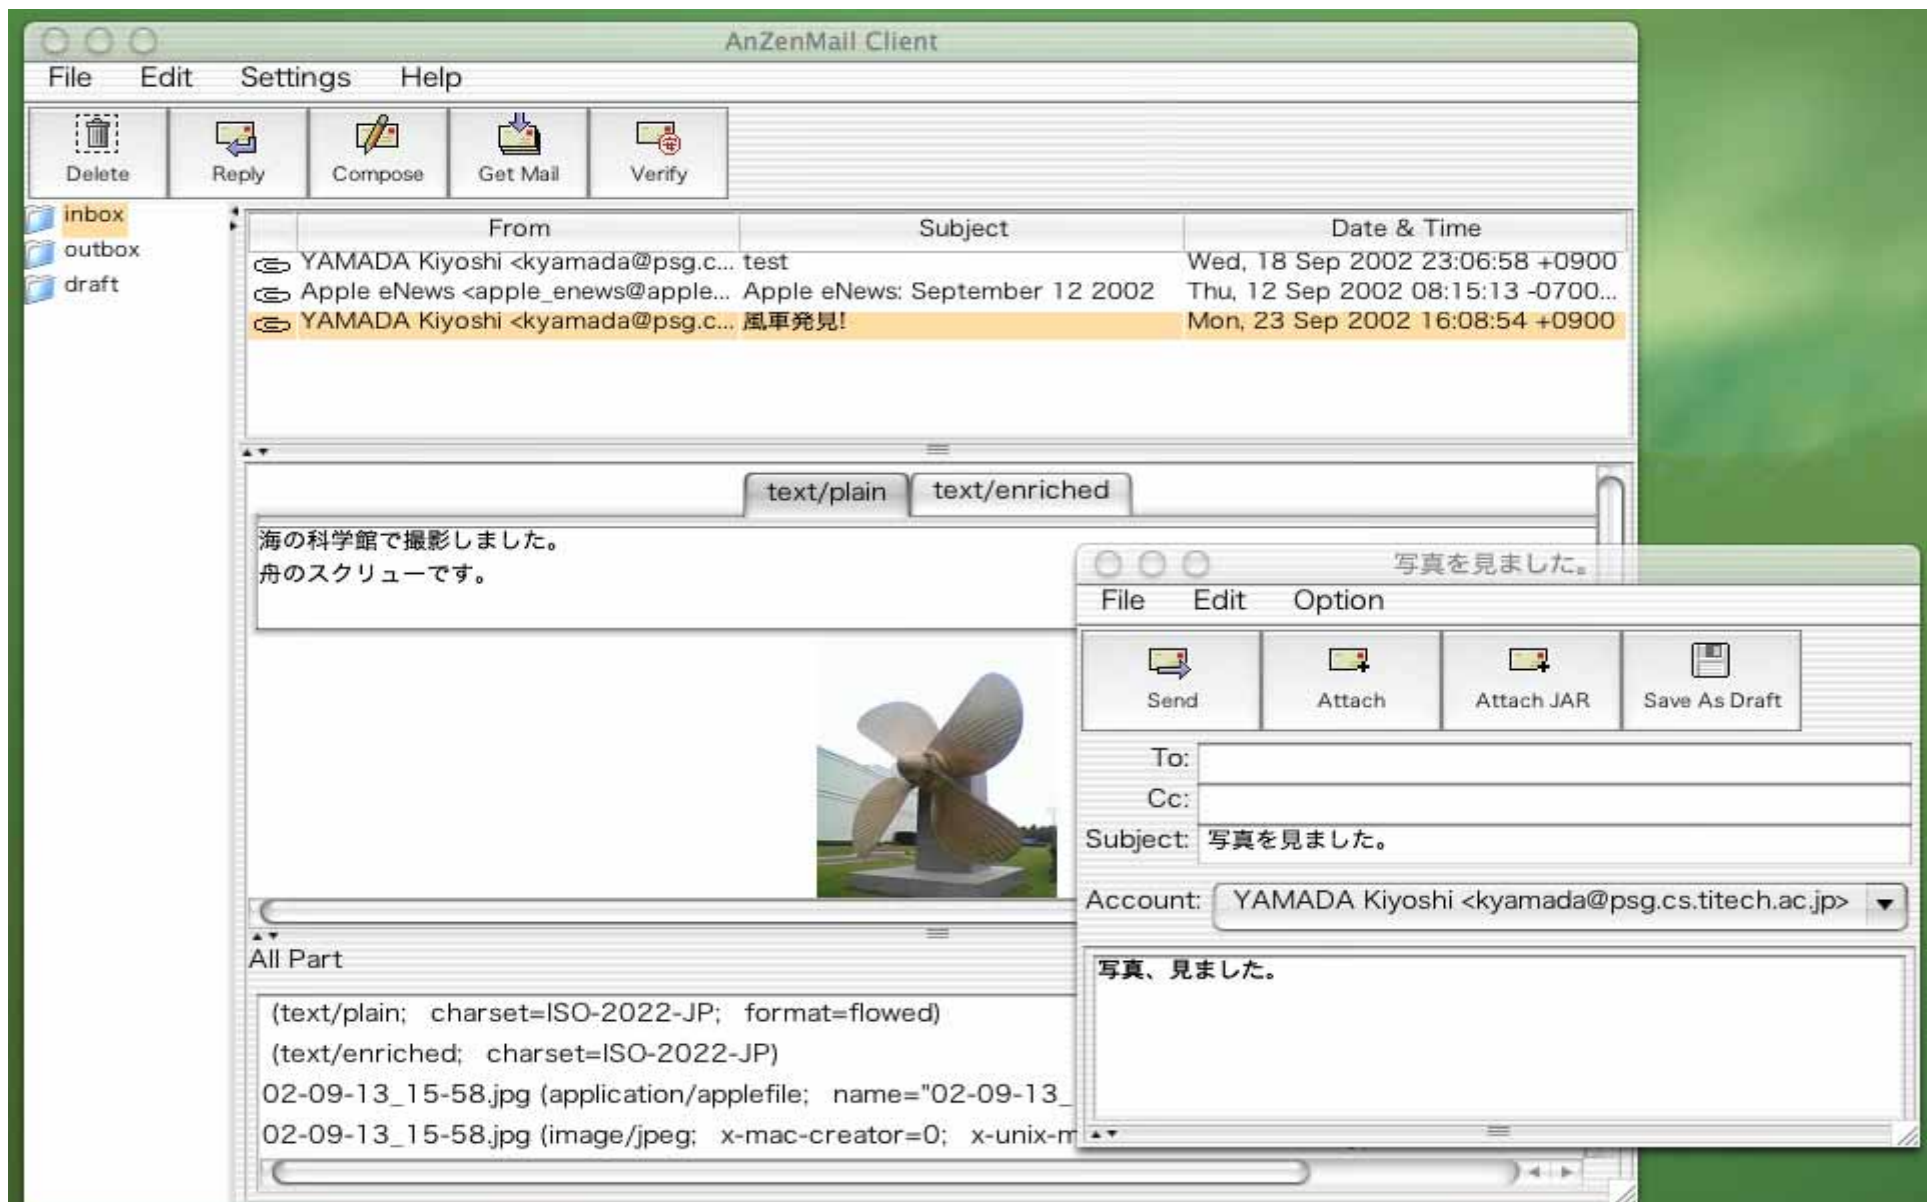 AnZenMail Client
File Edit Settings Help
Delete Reply Compose Get Mail Verify
inbox
outbox
draft
From Subject Date & Time
YAMADA Kiyoshi <kyamada@psg.c... test Wed, 18 Sep 2002 23:06:58 +0900
Apple eNews <apple_enews@apple... Apple eNews: September 12 2002 Thu, 12 Sep 2002 08:15:13 -0700...
YAMADA Kiyoshi <kyamada@psg.c... 風車発見! Mon, 23 Sep 2002 16:08:54 +0900
text/plain text/enriched
海の科学館で撮影しました。
舟のスクリューです。
All Part
(text/plain; charset=ISO-2022-JP; format=flowed)
(text/enriched; charset=ISO-2022-JP)
02-09-13_15-58.jpg (application/applefile; name="02-09-13_
02-09-13_15-58.jpg (image/jpeg; x-mac-creator=0; x-unix-m
写真を見ました。
File Edit Option
Send Attach Attach JAR Save As Draft
To:
Cc:
Subject: 写真を見ました。
Account: YAMADA Kiyoshi <kyamada@psg.cs.titech.ac.jp>
写真、見ました。